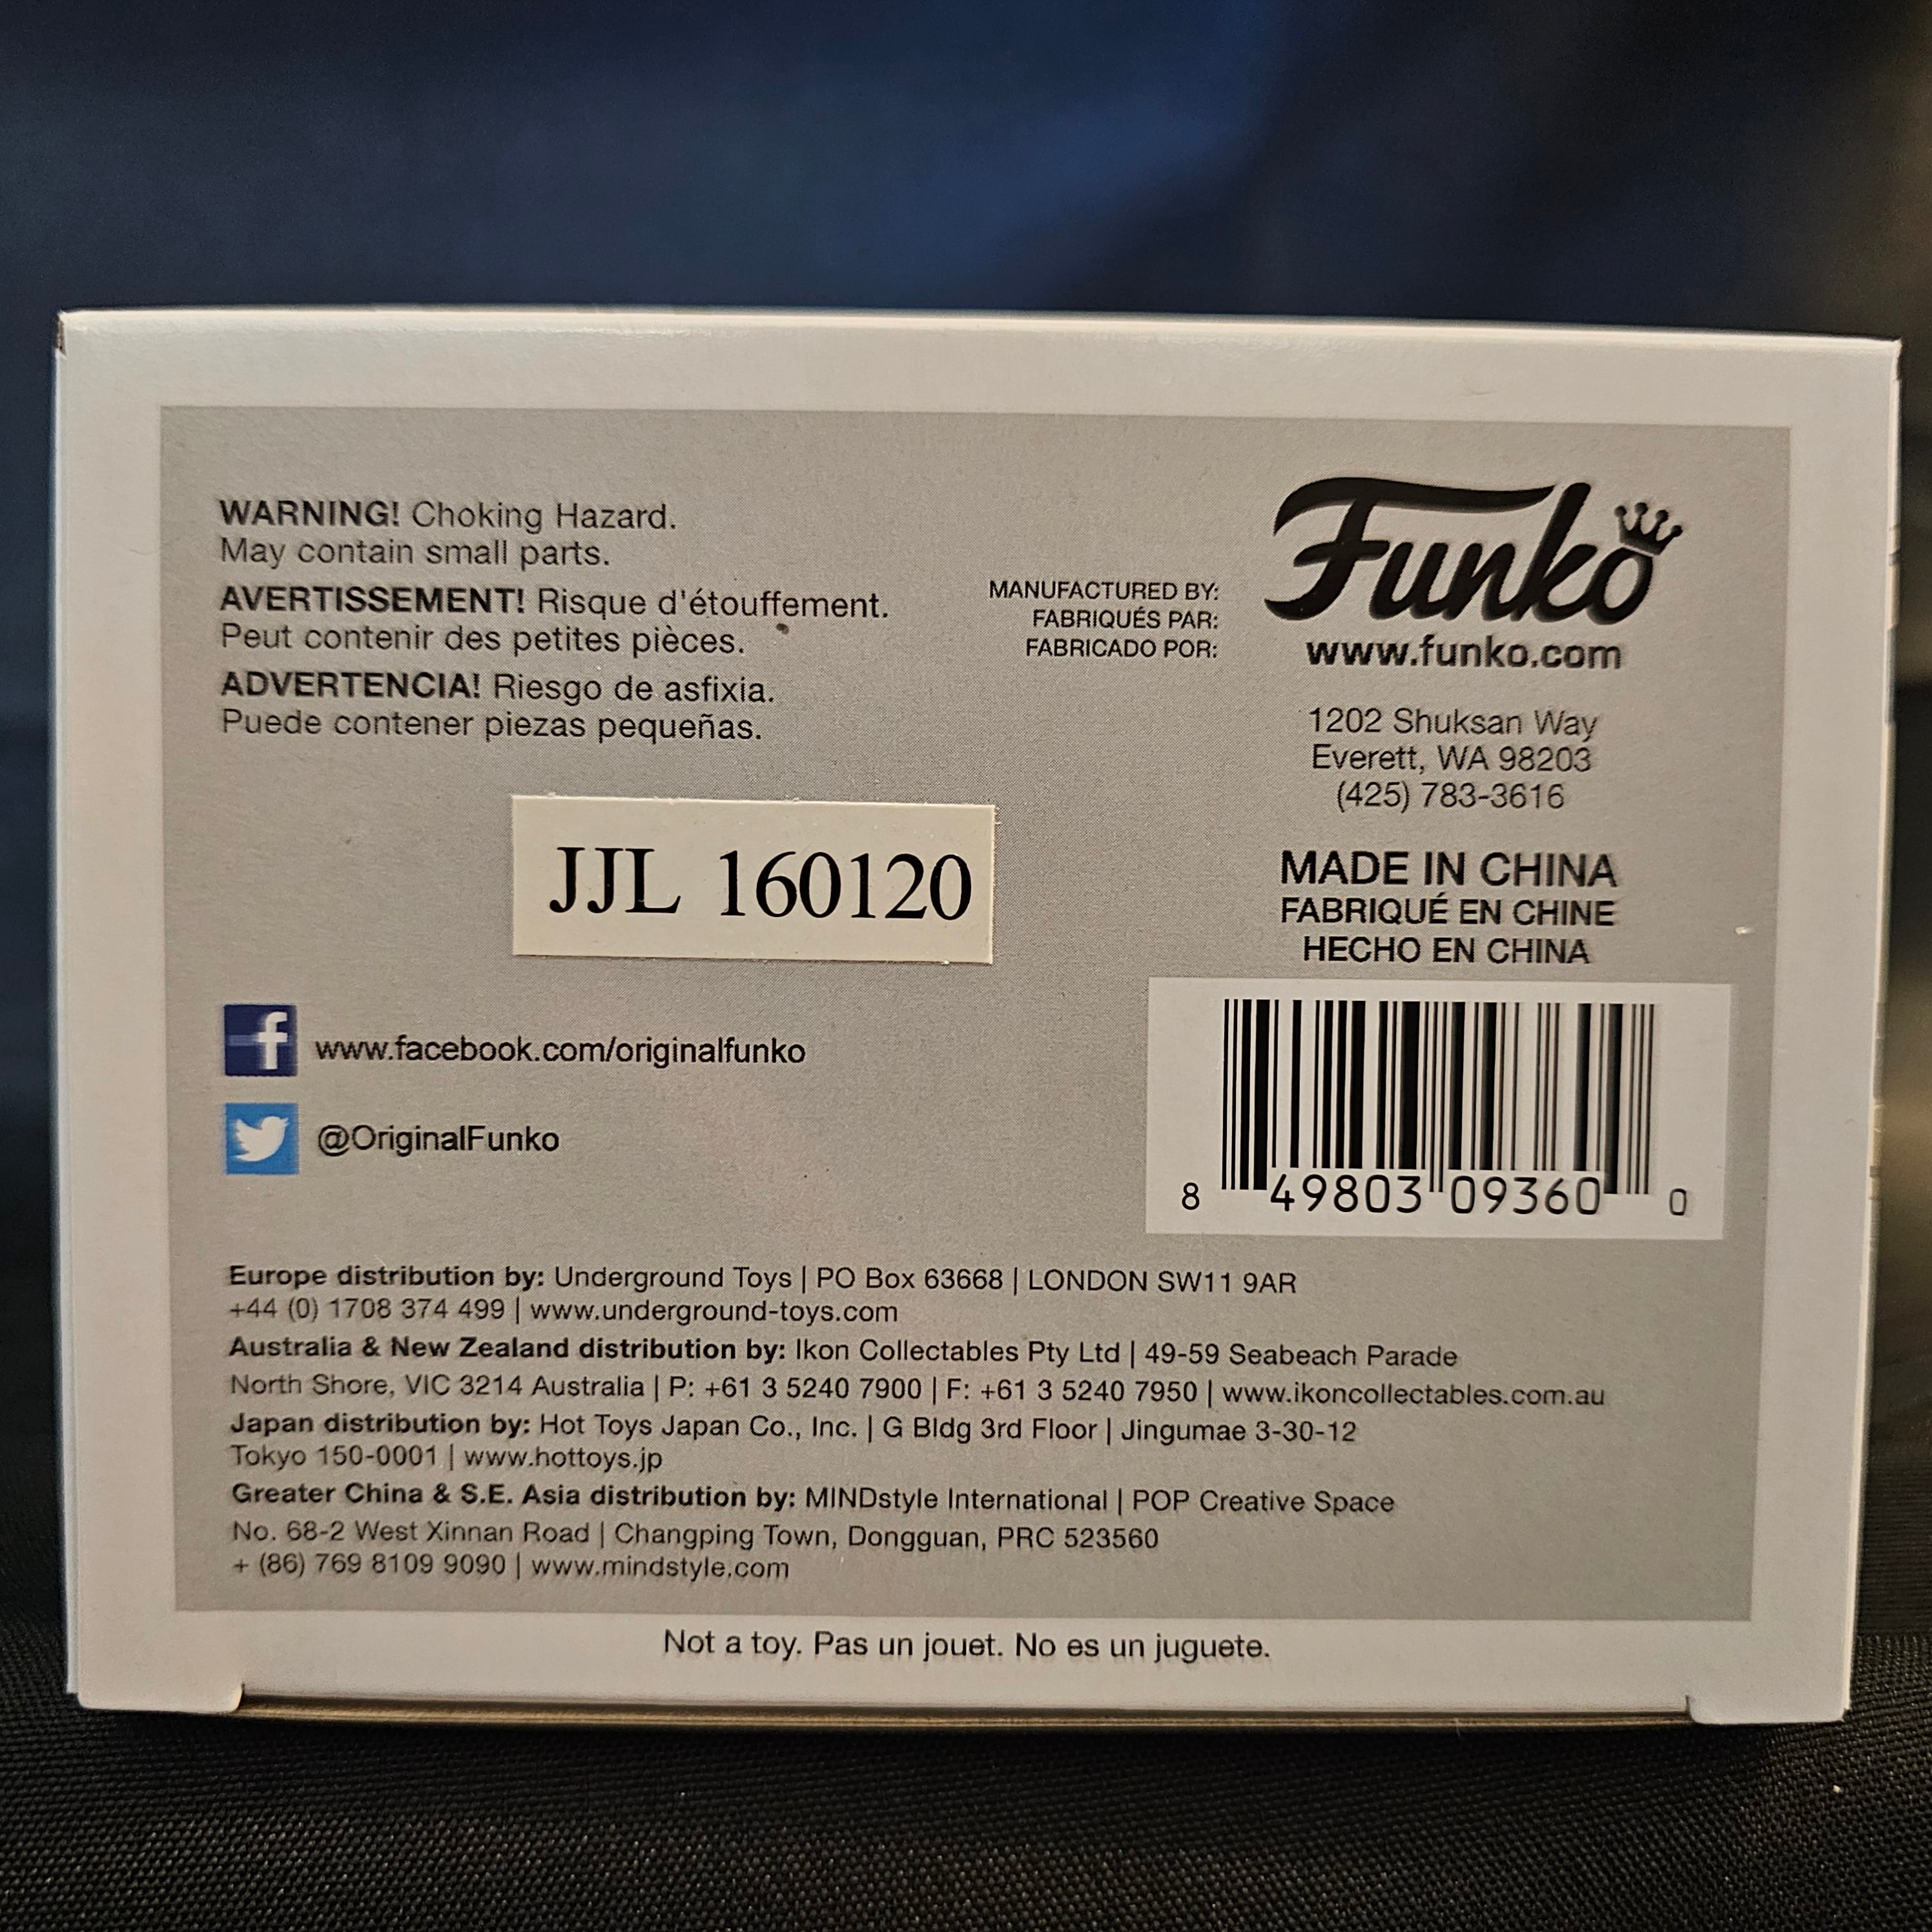 WARNING! Choking Hazard.
May contain small parts.
AVERTISSEMENT! Risque d'étouffement.
Peut contenir des petites pièces.
ADVERTENCIA! Riesgo de asfixia.
Puede contener piezas pequeñas.
MANUFACTURED BY:
FABRIQUÉS PAR:
FABRICADO POR:
Funko
www.funko.com
1202 Shuksan Way
Everett, WA 98203
(425) 783-3616
JJL 160120
MADE IN CHINA
FABRIQUÉ EN CHINE
HECHO EN CHINA
f www.facebook.com/originalfunko
@OriginalFunko
8 49803 09360 0
Europe distribution by: Underground Toys | PO Box 63668 | LONDON SW11 9AR
+44 (0) 1708 374 499 | www.underground-toys.com
Australia & New Zealand distribution by: Ikon Collectables Pty Ltd | 49-59 Seabeach Parade
North Shore, VIC 3214 Australia | P: +61 3 5240 7900 | F: +61 3 5240 7950 | www.ikoncollectables.com.au
Japan distribution by: Hot Toys Japan Co., Inc. | G Bldg 3rd Floor | Jingumae 3-30-12
Tokyo 150-0001 | www.hottoys.jp
Greater China & S.E. Asia distribution by: MINDstyle International | POP Creative Space
No. 68-2 West Xinnan Road | Changping Town, Dongguan, PRC 523560
+ (86) 769 8109 9090 | www.mindstyle.com
Not a toy. Pas un jouet. No es un juguete.